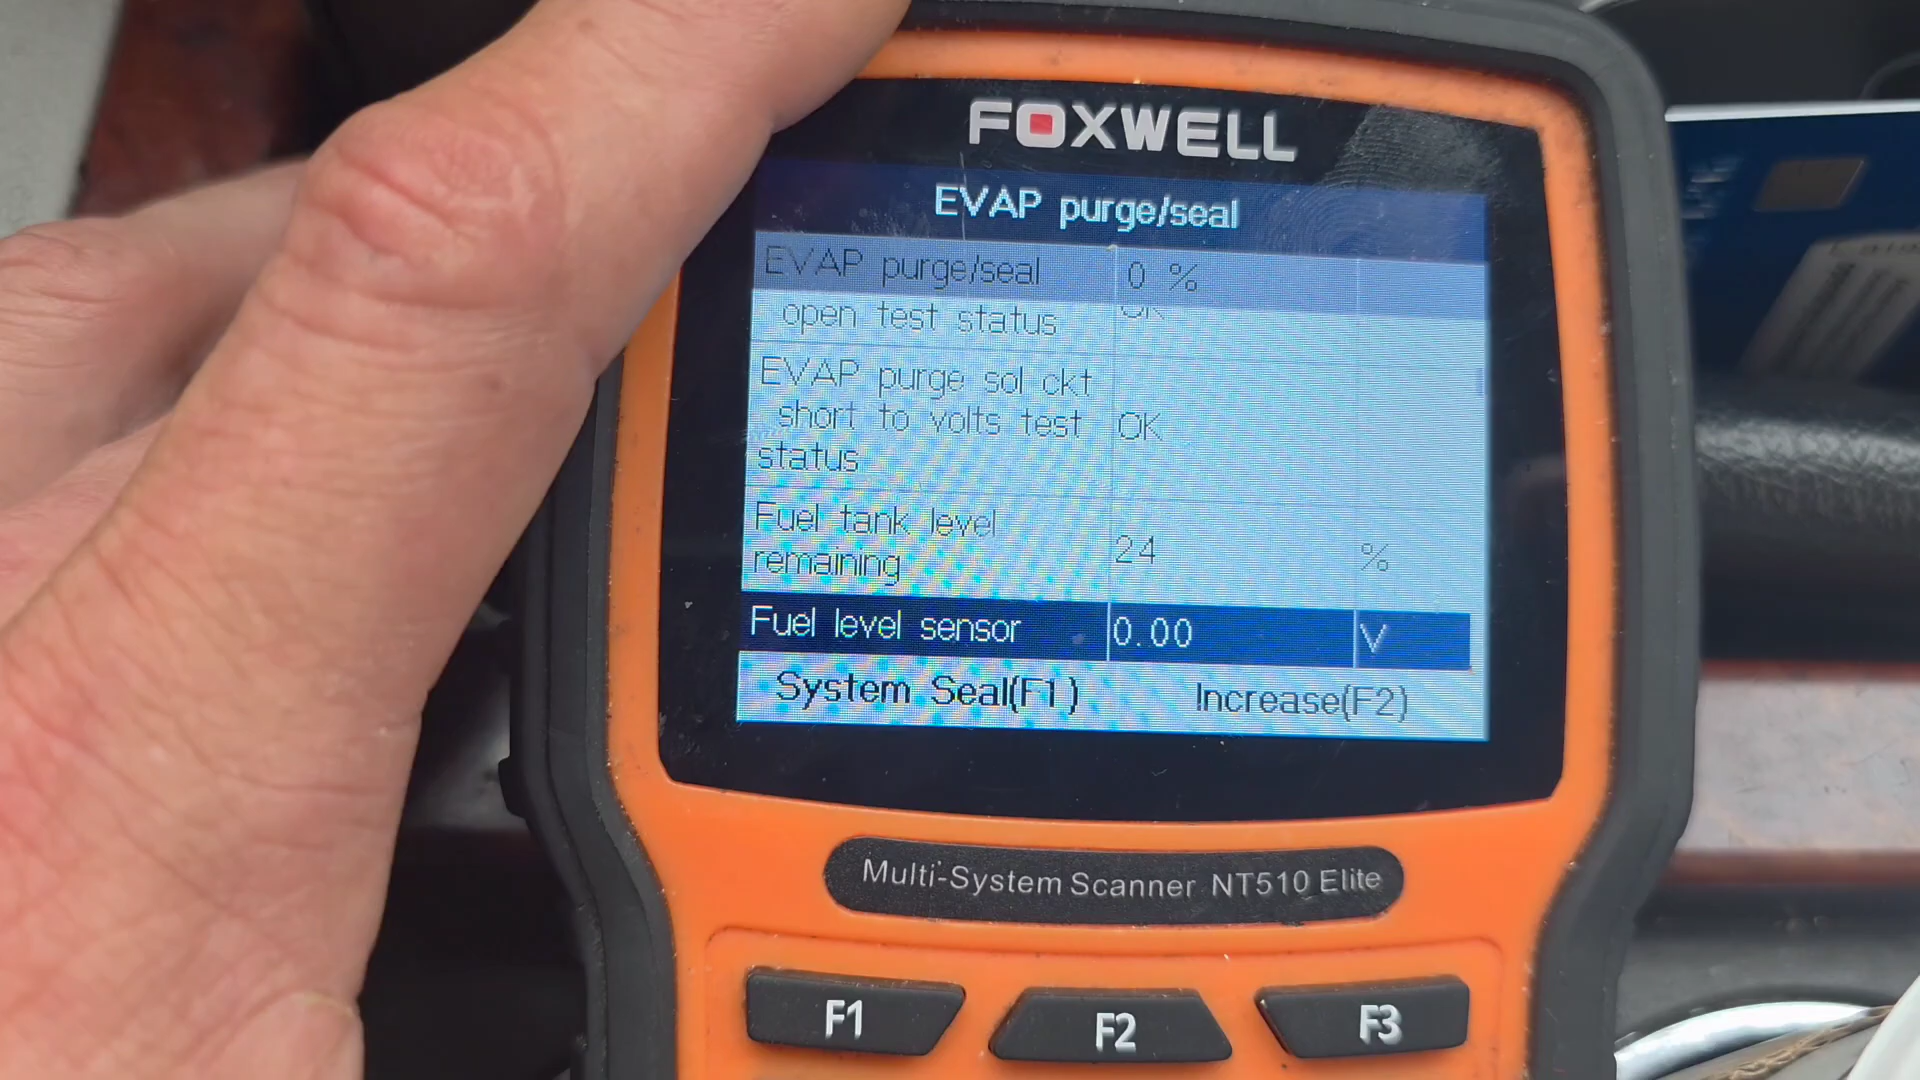 FOXWELL
EVAP purge/seal
EVAP purge/seal 0 %
open test status OK
EVAP purge sol ckt
short to volts test OK
status
Fuel tank level
remaining 24 %
Fuel level sensor 0.00 V
System Seal(F1) Increase(F2)
Multi-System Scanner NT510 Elite
F1 F2 F3